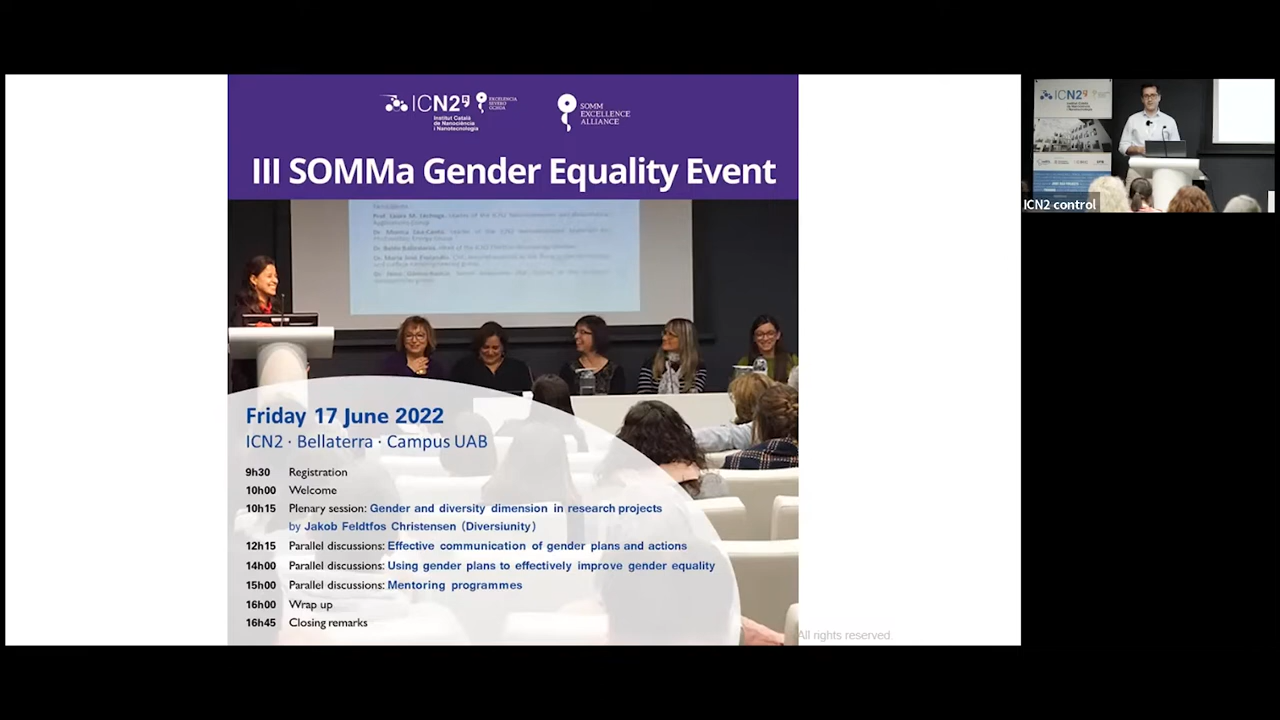 ICN2
EXCELENCIA
SEVERO
OCHOA
Institut Català
de Nanociència
i Nanotecnologia
SOMM
EXCELLENCE
ALLIANCE
III SOMMa Gender Equality Event
Friday 17 June 2022
ICN2 · Bellaterra · Campus UAB
9h30 Registration
10h00 Welcome
10h15 Plenary session: Gender and diversity dimension in research projects
by Jakob Feldtfos Christensen (Diversiunity)
12h15 Parallel discussions: Effective communication of gender plans and actions
14h00 Parallel discussions: Using gender plans to effectively improve gender equality
15h00 Parallel discussions: Mentoring programmes
16h00 Wrap up
16h45 Closing remarks
All rights reserved.
ICN2
ICN2 control